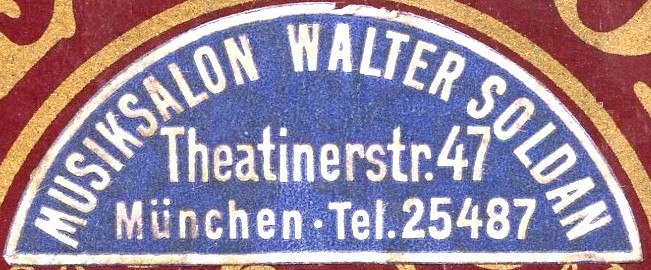 MUSIKSALON WALTER SOLDAN
Theatinerstr. 47
München · Tel. 25487